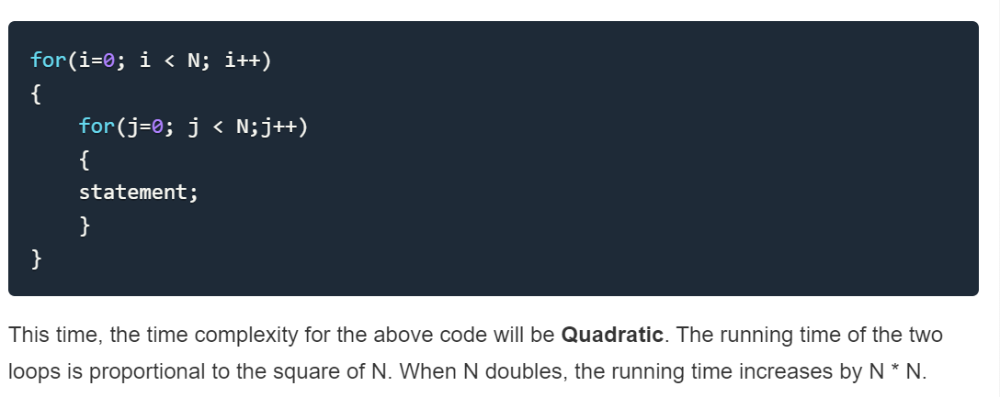 for(i=0; i < N; i++)
{
    for(j=0; j < N;j++)
    {
    statement;
    }
}
This time, the time complexity for the above code will be Quadratic. The running time of the two
loops is proportional to the square of N. When N doubles, the running time increases by N * N.